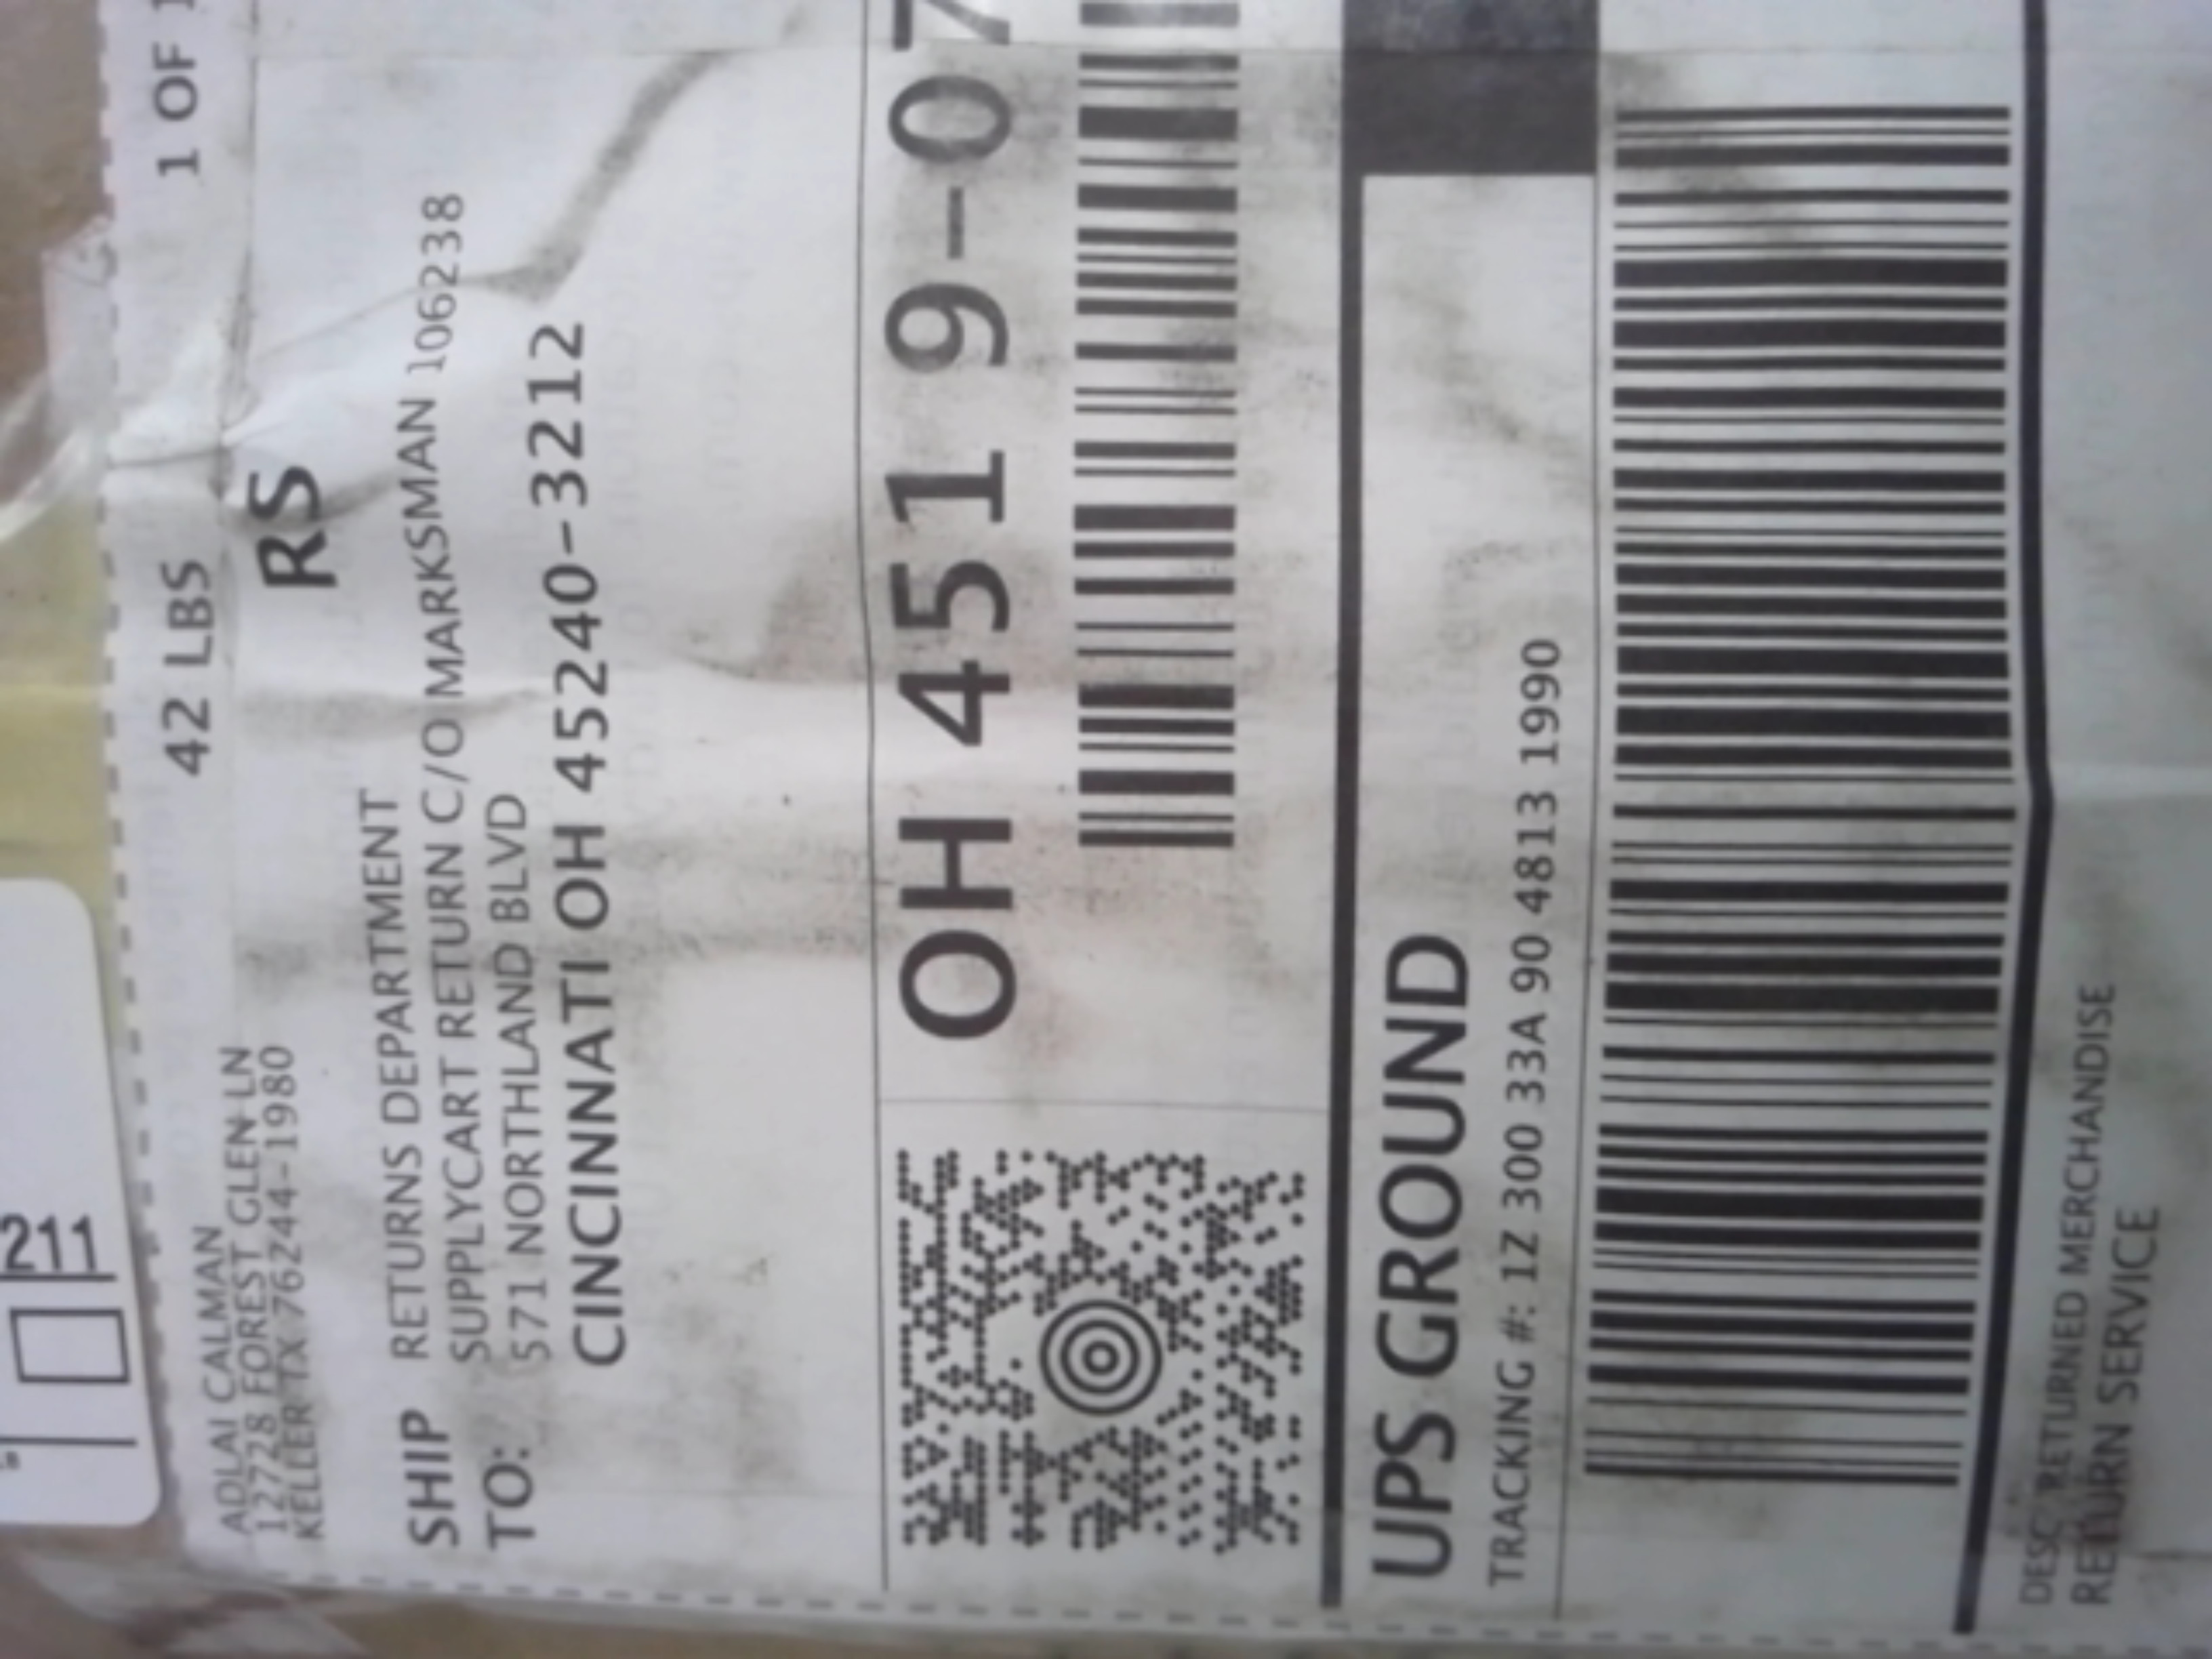 211
42 LBS 1 OF 1
RS
ADLAI CALMAN
12728 FOREST GLEN LN
KELLER TX 76244-1980
SHIP TO:
RETURNS DEPARTMENT
SUPPLYCART RETURN C/O MARKSMAN 106238
571 NORTHLAND BLVD
CINCINNATI OH 45240-3212
OH 451 9-07
UPS GROUND
TRACKING #: 1Z 300 33A 90 4813 1990
DESC: RETURNED MERCHANDISE
RETURN SERVICE